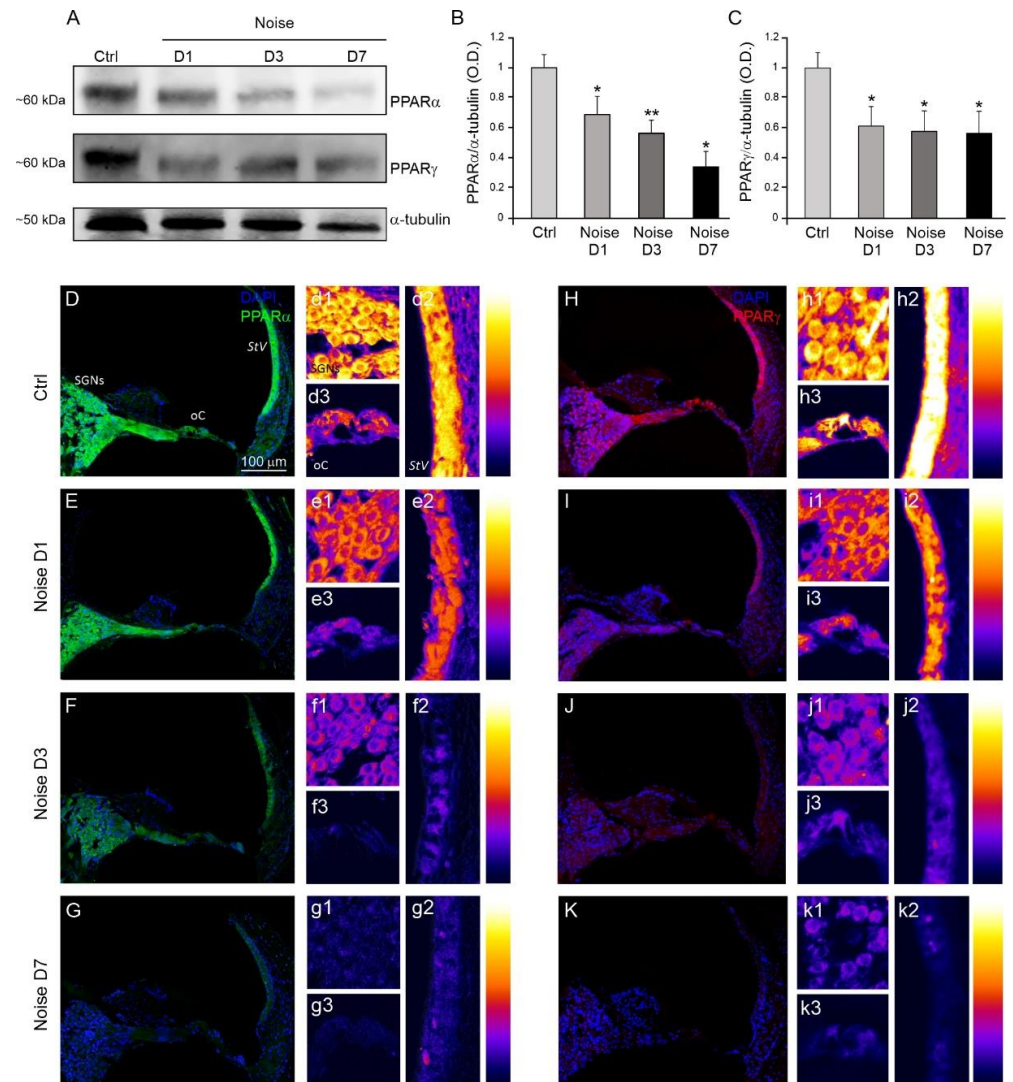 A
Noise
Ctrl D1 D3 D7
~60 kDa PPARα
~60 kDa PPARγ
~50 kDa α-tubulin
B
PPARα/α-tubulin (O.D.)
1.2
1
0.8
0.6
0.4
0.2
0
* ** *
Ctrl Noise D1 Noise D3 Noise D7
C
PPARγ/α-tubulin (O.D.)
1.2
1
0.8
0.6
0.4
0.2
0
* * *
Ctrl Noise D1 Noise D3 Noise D7
Ctrl
D
DAPI
PPARα
StV
SGNs
oC
100 μm
d1
SGNs
d2
StV
d3
oC
H
DAPI
PPARγ
h1
h2
h3
Noise D1
E
e1
e2
e3
I
i1
i2
i3
Noise D3
F
f1
f2
f3
J
j1
j2
j3
Noise D7
G
g1
g2
g3
K
k1
k2
k3